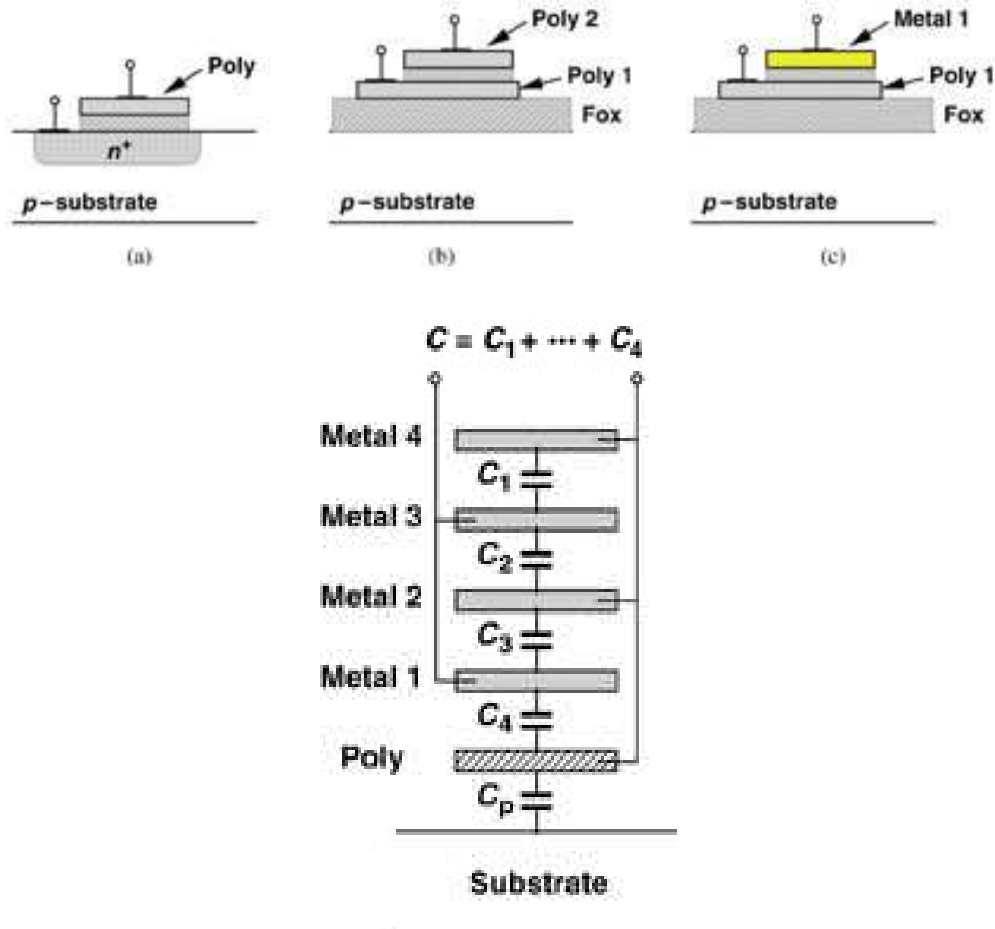 Poly
n+
p–substrate
(a)
Poly 2
Poly 1
Fox
p–substrate
(b)
Metal 1
Poly 1
Fox
p–substrate
(c)
C = C1 + ··· + C4
Metal 4
C1
Metal 3
C2
Metal 2
C3
Metal 1
C4
Poly
Cp
Substrate